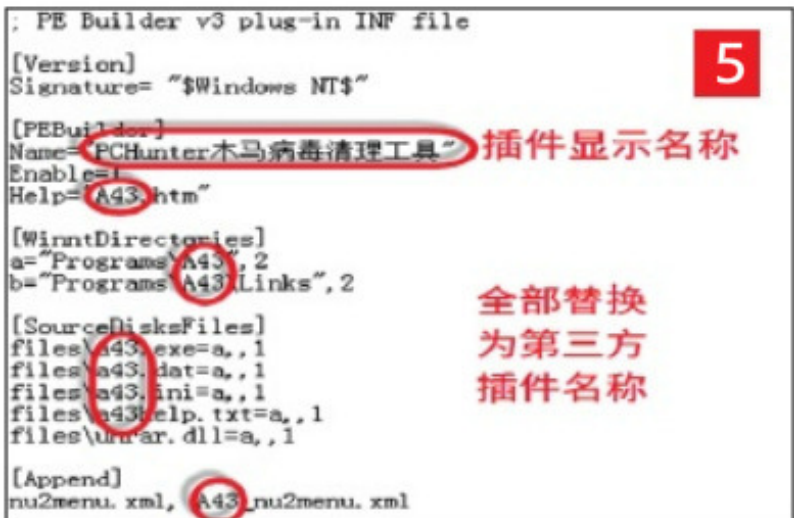 ; PE Builder v3 plug-in INF file
5
[Version]
Signature= "$Windows NT$"
[PEBuilder]
Name="PCHunter木马病毒清理工具"
插件显示名称
Enable=1
Help="A43.htm"
[WinntDirectories]
a="Programs\A43",2
b="Programs\A43\Links",2
全部替换
为第三方
插件名称
[SourceDisksFiles]
files\a43.exe=a,,1
files\a43.dat=a,,1
files\a43.ini=a,,1
files\a43help.txt=a,,1
files\unrar.dll=a,,1
[Append]
nu2menu.xml, A43_nu2menu.xml